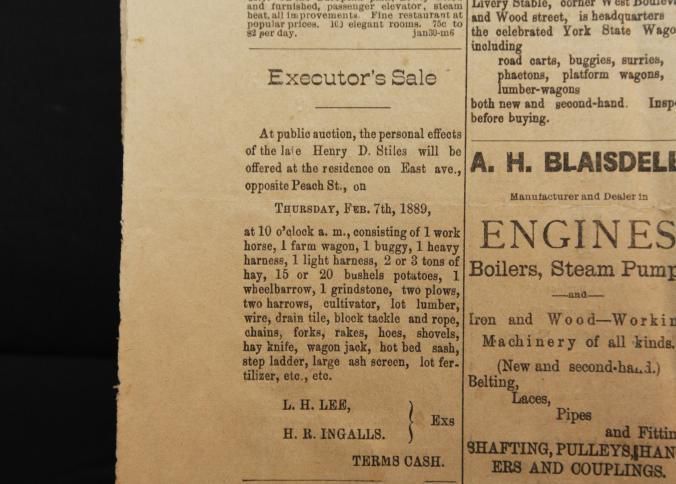 and furnished, passenger elevator, steam
heat, all improvements. Fine restaurant at
popular prices. 100 elegant rooms. 75c to
$2 per day. jan30-m6
Executor's Sale
At public auction, the personal effects
of the late Henry D. Stiles will be
offered at the residence on East ave.,
opposite Peach St., on
THURSDAY, FEB. 7th, 1889,
at 10 o'clock a. m., consisting of 1 work
horse, 1 farm wagon, 1 buggy, 1 heavy
harness, 1 light harness, 2 or 3 tons of
hay, 15 or 20 bushels potatoes, 1
wheelbarrow, 1 grindstone, two plows,
two harrows, cultivator, lot lumber,
wire, drain tile, block tackle and rope,
chains, forks, rakes, hoes, shovels,
hay knife, wagon jack, hot bed sash,
step ladder, large ash screen, lot fer-
tilizer, etc., etc.
L. H. LEE,
H. R. INGALLS.
} Exs
TERMS CASH.
Livery Stable, corner West Boulev
and Wood street, is headquarters
the celebrated York State Wago
including
road carts, buggies, surries,
phaetons, platform wagons,
lumber-wagons
both new and second-hand. Insp
before buying.
A. H. BLAISDELL
Manufacturer and Dealer in
ENGINES
Boilers, Steam Pump
—and—
Iron and Wood—Workin
Machinery of all kinds.
(New and second-hand.)
Belting,
Laces,
Pipes
and Fittin
SHAFTING, PULLEYS, HAN
ERS AND COUPLINGS.